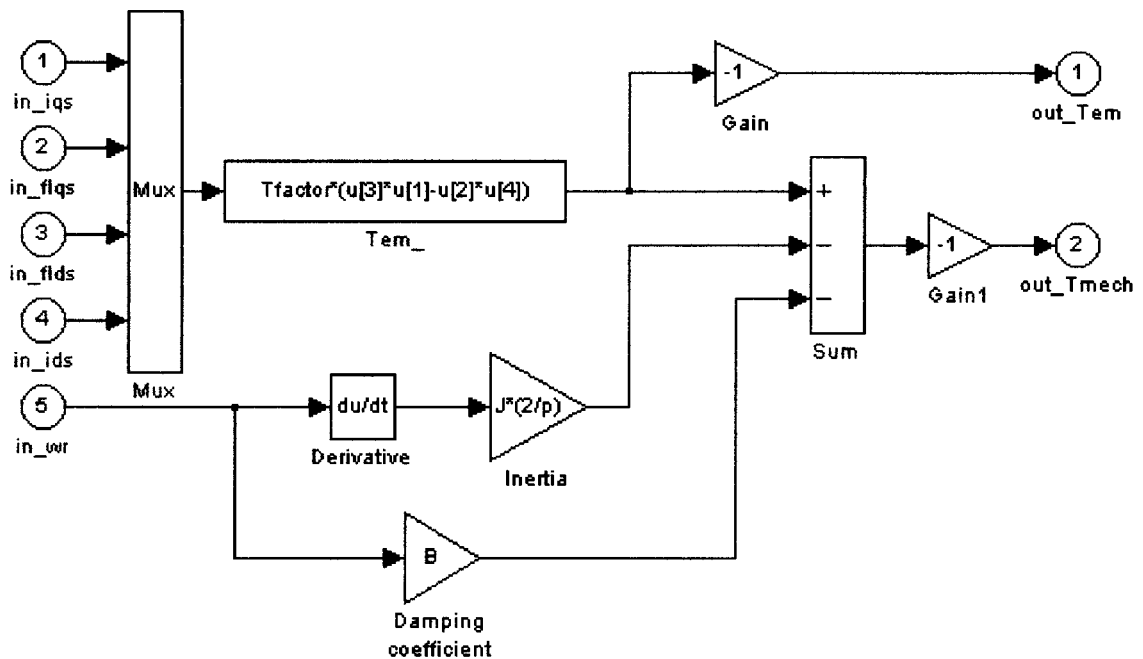 1
in_iqs
2
in_flqs
3
in_flds
4
in_ids
5
in_wr
Mux
Mux
Tfactor*(u[3]*u[1]-u[2]*u[4])
Tem_
-1
Gain
1
out_Tem
+
−
−
Sum
-1
Gain1
2
out_Tmech
du/dt
Derivative
J*(2/p)
Inertia
B
Damping
coefficient